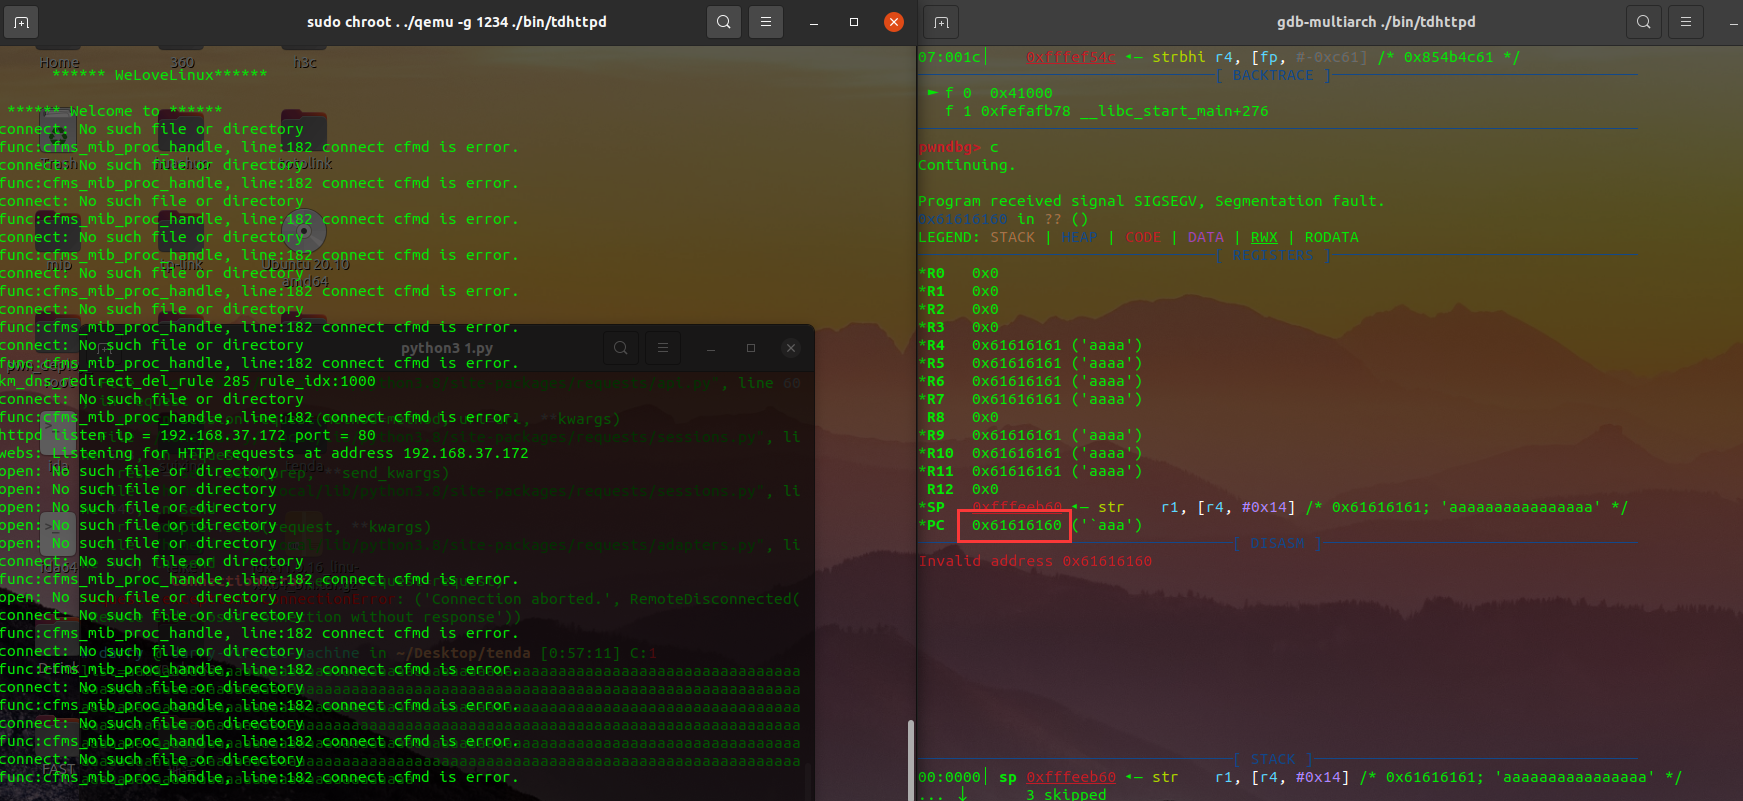 sudo chroot . ./qemu -g 1234 ./bin/tdhttpd
Home
360
h3c
****** WeLoveLinux******
****** Welcome to ******
connect: No such file or directory
func:cfms_mib_proc_handle, line:182 connect cfmd is error.
connect: No such file or directory
func:cfms_mib_proc_handle, line:182 connect cfmd is error.
connect: No such file or directory
func:cfms_mib_proc_handle, line:182 connect cfmd is error.
connect: No such file or directory
func:cfms_mib_proc_handle, line:182 connect cfmd is error.
connect: No such file or directory
func:cfms_mib_proc_handle, line:182 connect cfmd is error.
connect: No such file or directory
func:cfms_mib_proc_handle, line:182 connect cfmd is error.
connect: No such file or directory
func:cfms_mib_proc_handle, line:182 connect cfmd is error.
km_dns_redirect_del_rule 285 rule_idx:1000
connect: No such file or directory
func:cfms_mib_proc_handle, line:182 connect cfmd is error.
httpd listen ip = 192.168.37.172 port = 80
webs: Listening for HTTP requests at address 192.168.37.172
open: No such file or directory
open: No such file or directory
open: No such file or directory
open: No such file or directory
open: No such file or directory
connect: No such file or directory
func:cfms_mib_proc_handle, line:182 connect cfmd is error.
open: No such file or directory
connect: No such file or directory
func:cfms_mib_proc_handle, line:182 connect cfmd is error.
connect: No such file or directory
func:cfms_mib_proc_handle, line:182 connect cfmd is error.
connect: No such file or directory
func:cfms_mib_proc_handle, line:182 connect cfmd is error.
connect: No such file or directory
func:cfms_mib_proc_handle, line:182 connect cfmd is error.
connect: No such file or directory
func:cfms_mib_proc_handle, line:182 connect cfmd is error.
Ubuntu 20.10
amd64
python3 1.py
('Connection aborted.', RemoteDisconnected(
~/Desktop/tenda [0:57:11] C:1
gdb-multiarch ./bin/tdhttpd
07:001c│ 0xfffef54c ◂— strbhi r4, [fp, #-0xc61] /* 0x854b4c61 */
[ BACKTRACE ]
► f 0 0x41000
f 1 0xfefafb78 __libc_start_main+276
pwndbg> c
Continuing.
Program received signal SIGSEGV, Segmentation fault.
0x61616160 in ?? ()
LEGEND: STACK | HEAP | CODE | DATA | RWX | RODATA
[ REGISTERS ]
*R0 0x0
*R1 0x0
*R2 0x0
*R3 0x0
*R4 0x61616161 ('aaaa')
*R5 0x61616161 ('aaaa')
*R6 0x61616161 ('aaaa')
*R7 0x61616161 ('aaaa')
R8 0x0
*R9 0x61616161 ('aaaa')
*R10 0x61616161 ('aaaa')
*R11 0x61616161 ('aaaa')
R12 0x0
*SP 0xfffeeb60 ◂— str r1, [r4, #0x14] /* 0x61616161; 'aaaaaaaaaaaaaaaa' */
*PC 0x61616160 ('`aaa')
[ DISASM ]
Invalid address 0x61616160
[ STACK ]
00:0000│ sp 0xfffeeb60 ◂— str r1, [r4, #0x14] /* 0x61616161; 'aaaaaaaaaaaaaaaa' */
... ↓ 3 skipped